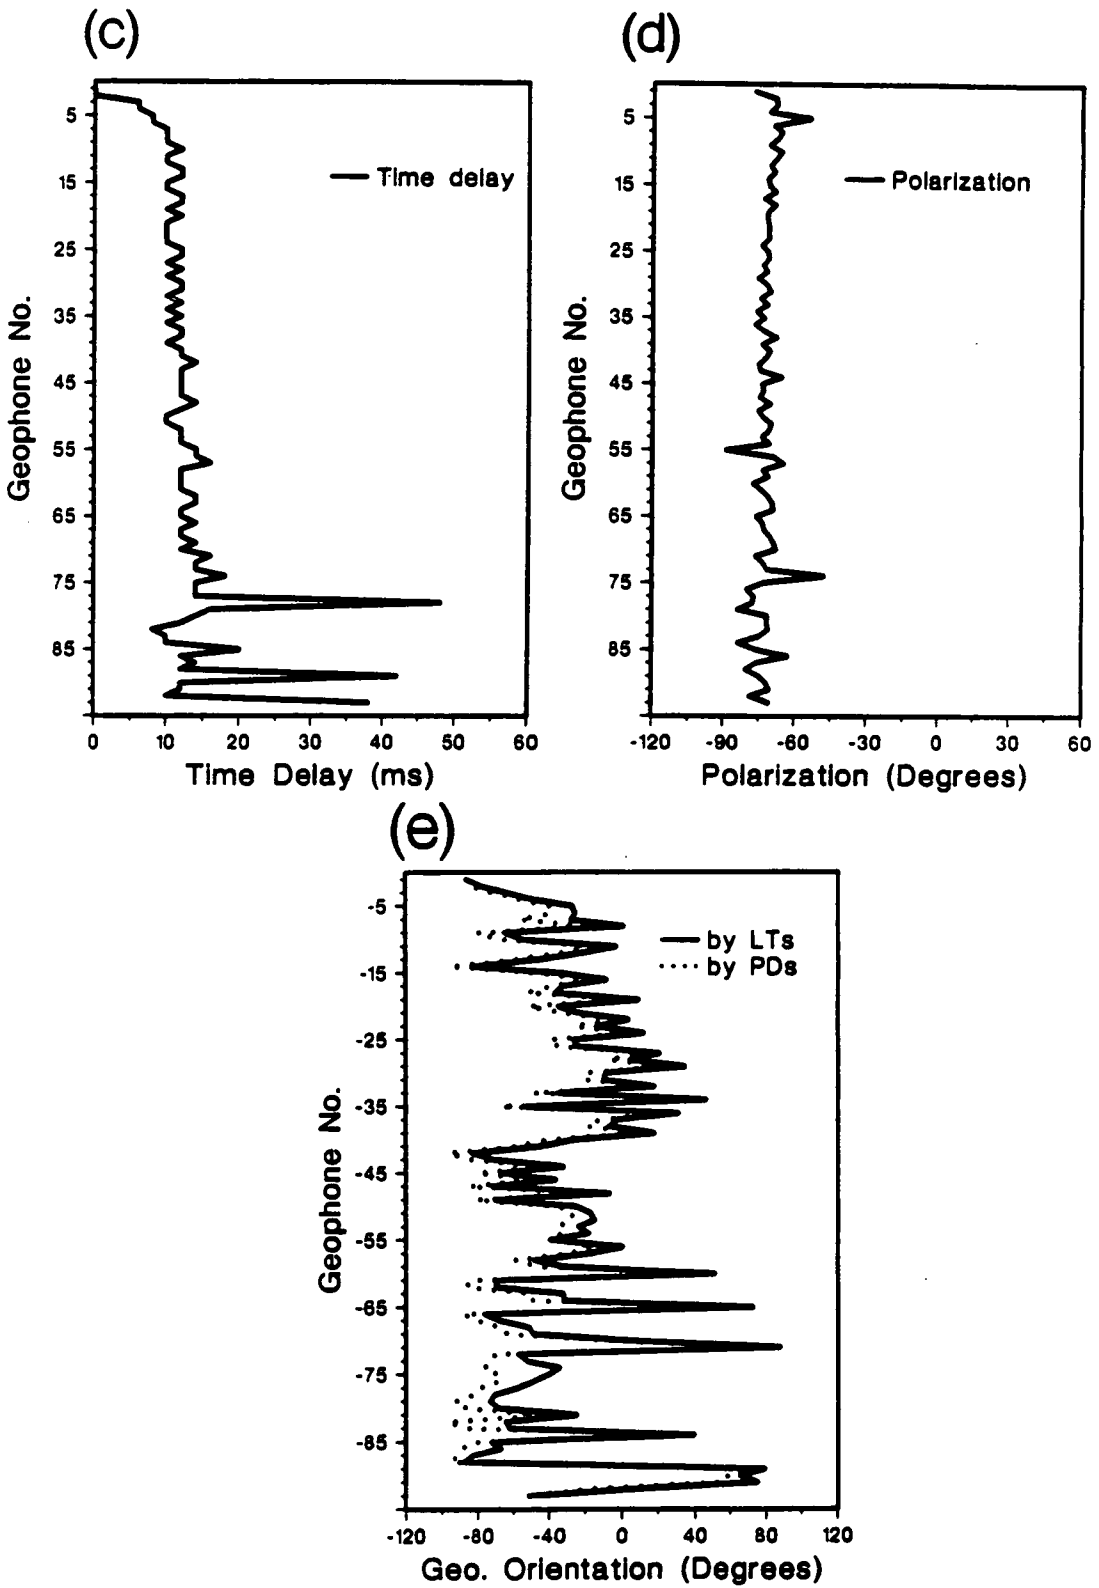 (c)
5
15
25
35
45
55
65
75
85
Geophone No.
Time delay
0 10 20 30 40 50 60
Time Delay (ms)
(d)
5
15
25
35
45
55
65
75
85
Geophone No.
Polarization
-120 -90 -60 -30 0 30 60
Polarization (Degrees)
(e)
-5
-15
-25
-35
-45
-55
-65
-75
-85
Geophone No.
by LTs
by PDs
-120 -80 -40 0 40 80 120
Geo. Orientation (Degrees)